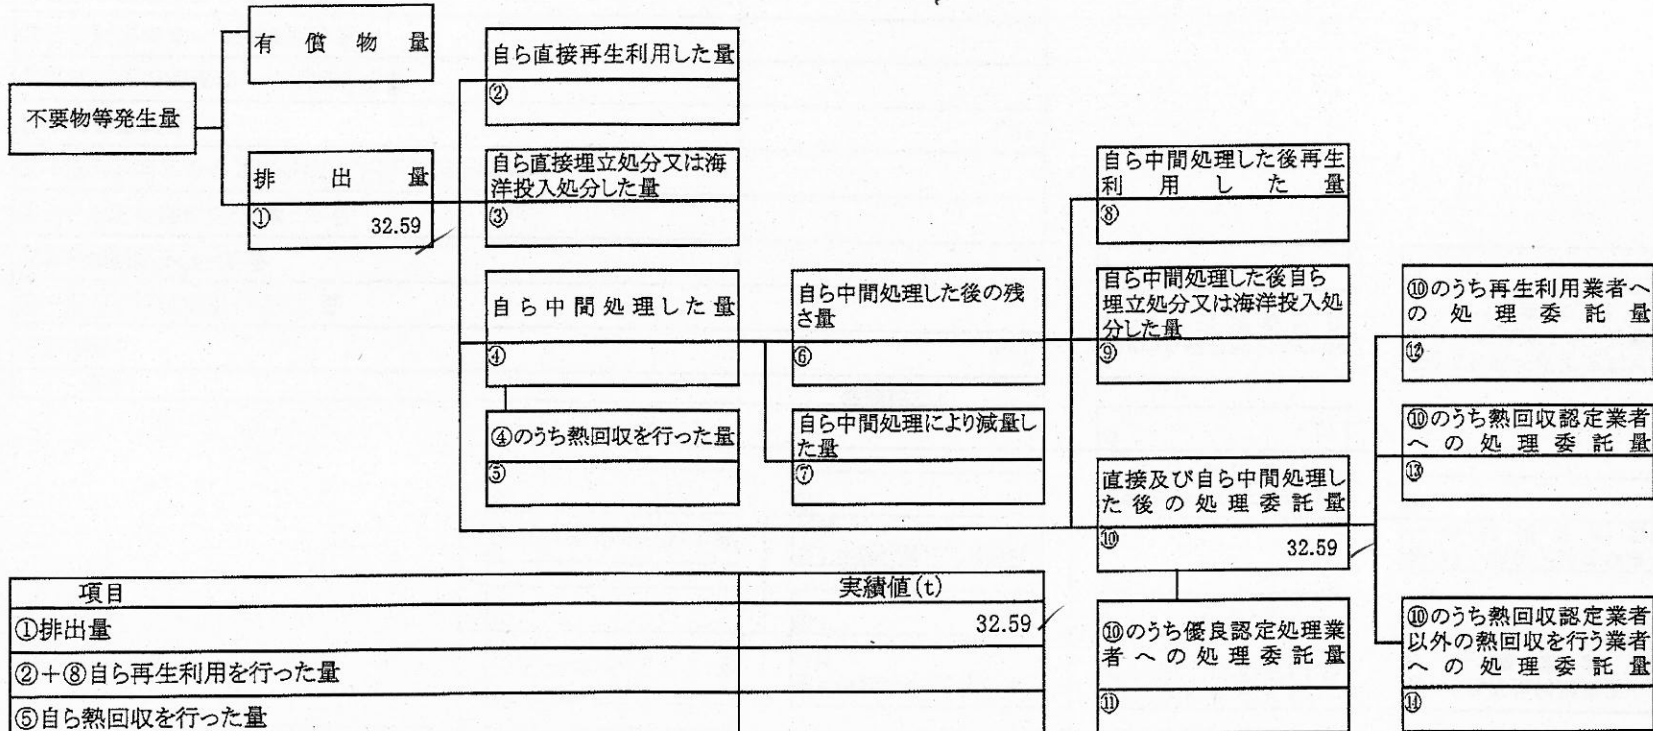 有償物量
不要物等発生量
排出量
① 32.59
自ら直接再生利用した量
②
自ら直接埋立処分又は海
洋投入処分した量
③
自ら中間処理した量
④
④のうち熱回収を行った量
⑤
自ら中間処理した後の残
さ量
⑥
自ら中間処理により減量し
た量
⑦
自ら中間処理した後再生
利用した量
⑧
自ら中間処理した後自ら
埋立処分又は海洋投入処
分した量
⑨
直接及び自ら中間処理し
た後の処理委託量
⑩ 32.59
⑩のうち優良認定処理業
者への処理委託量
⑪
⑩のうち再生利用業者へ
の処理委託量
⑫
⑩のうち熱回収認定業者
への処理委託量
⑬
⑩のうち熱回収認定業者
以外の熱回収を行う業者
への処理委託量
⑭
項目 実績値(t)
①排出量 32.59
②+⑧自ら再生利用を行った量
⑤自ら熱回収を行った量